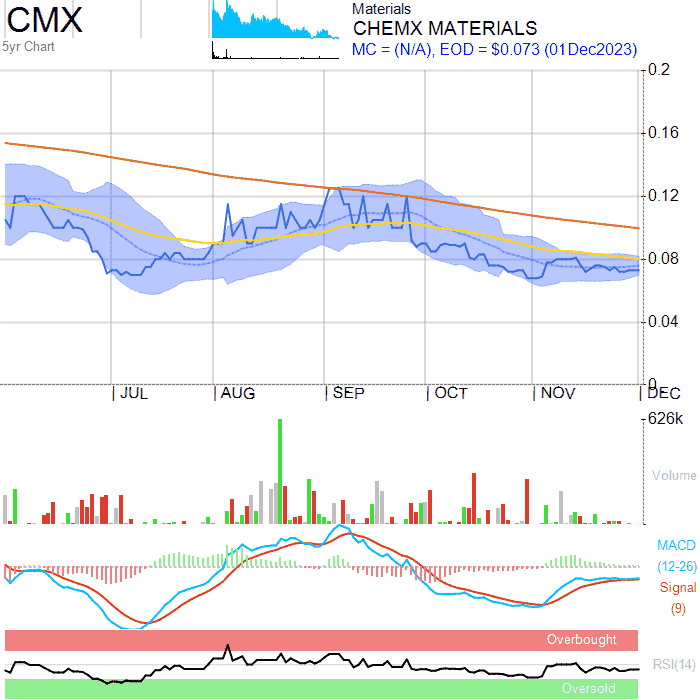 CMX
5yr Chart
Materials
CHEMX MATERIALS
MC = (N/A), EOD = $0.073 (01Dec2023)
0.2
0.16
0.12
0.08
0.04
0
JUL AUG SEP OCT NOV DEC
626k
Volume
MACD
(12-26)
Signal
(9)
Overbought
RSI(14)
Oversold